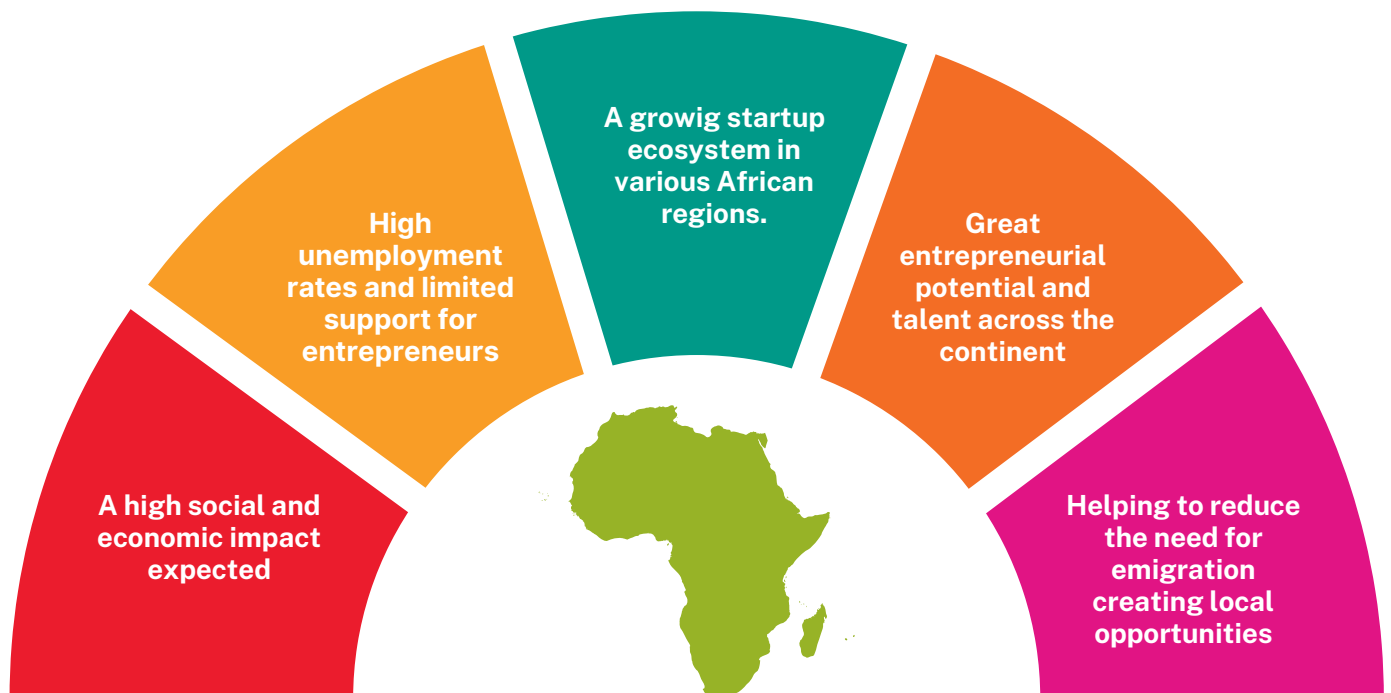 A high social and
economic impact
expected
High
unemployment
rates and limited
support for
entrepreneurs
A growig startup
ecosystem in
various African
regions.
Great
entrepreneurial
potential and
talent across the
continent
Helping to reduce
the need for
emigration
creating local
opportunities